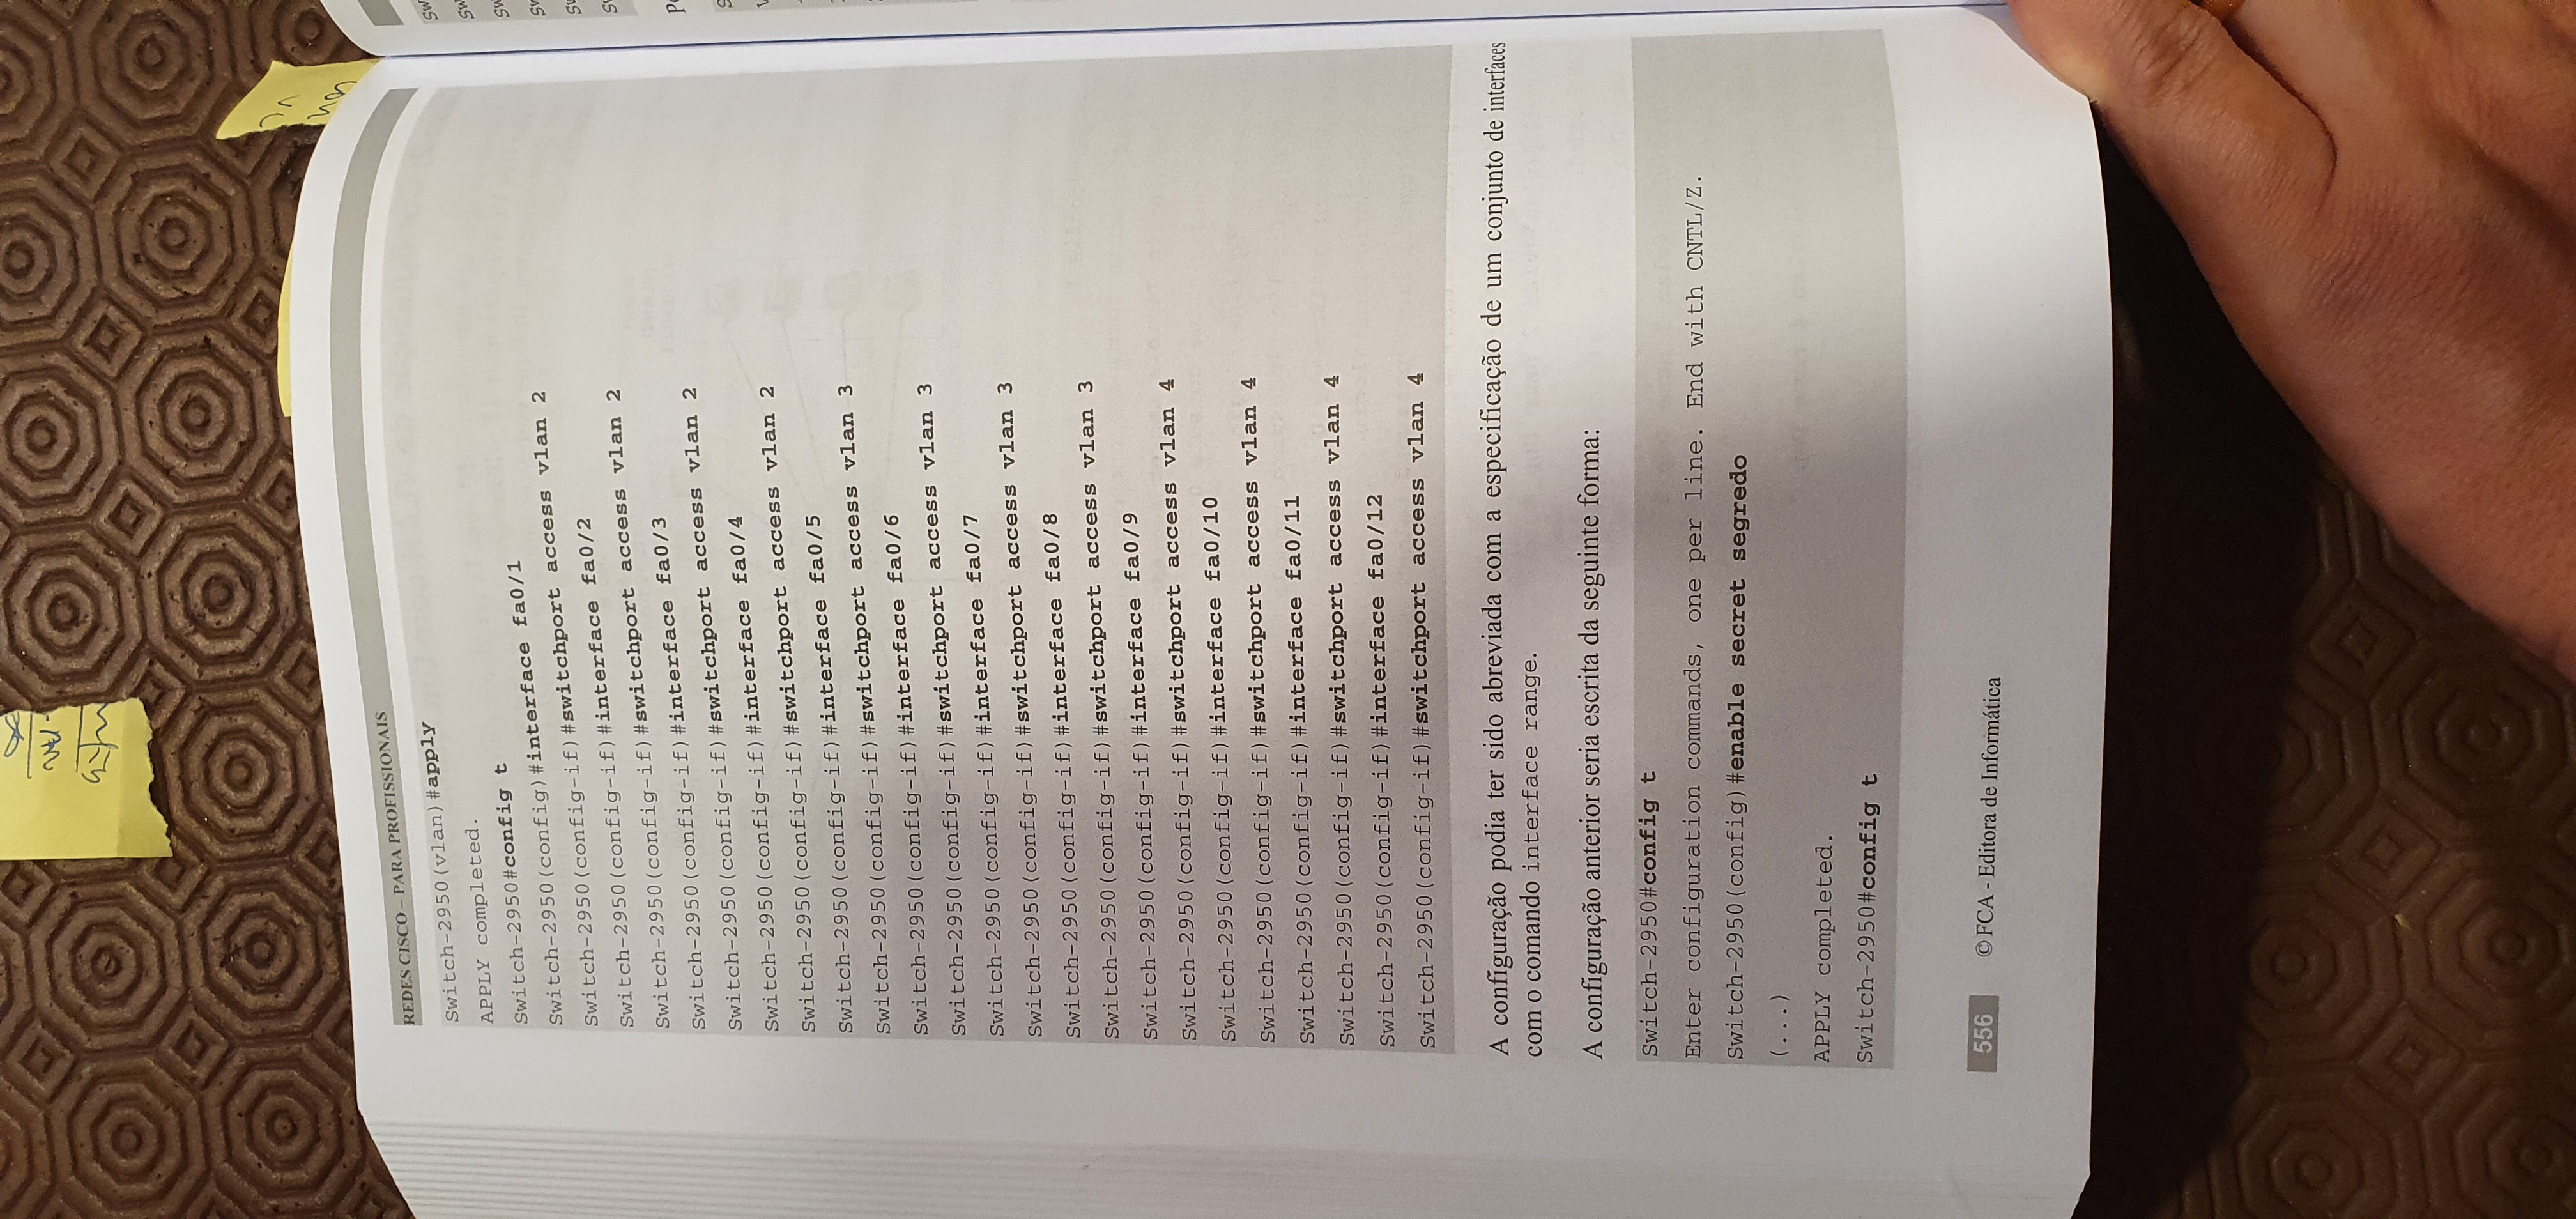 REDES CISCO – PARA PROFISSIONAIS
Switch-2950(vlan)#apply
APPLY completed.
Switch-2950#config t
Switch-2950(config)#interface fa0/1
Switch-2950(config-if)#switchport access vlan 2
Switch-2950(config-if)#interface fa0/2
Switch-2950(config-if)#switchport access vlan 2
Switch-2950(config-if)#interface fa0/3
Switch-2950(config-if)#switchport access vlan 2
Switch-2950(config-if)#interface fa0/4
Switch-2950(config-if)#switchport access vlan 2
Switch-2950(config-if)#interface fa0/5
Switch-2950(config-if)#switchport access vlan 3
Switch-2950(config-if)#interface fa0/6
Switch-2950(config-if)#switchport access vlan 3
Switch-2950(config-if)#interface fa0/7
Switch-2950(config-if)#switchport access vlan 3
Switch-2950(config-if)#interface fa0/8
Switch-2950(config-if)#switchport access vlan 3
Switch-2950(config-if)#interface fa0/9
Switch-2950(config-if)#switchport access vlan 4
Switch-2950(config-if)#interface fa0/10
Switch-2950(config-if)#switchport access vlan 4
Switch-2950(config-if)#interface fa0/11
Switch-2950(config-if)#switchport access vlan 4
Switch-2950(config-if)#interface fa0/12
Switch-2950(config-if)#switchport access vlan 4
A configuração podia ter sido abreviada com a especificação de um conjunto de interfaces
com o comando interface range.
A configuração anterior seria escrita da seguinte forma:
Switch-2950#config t
Enter configuration commands, one per line. End with CNTL/Z.
Switch-2950(config)#enable secret segredo
(...)
APPLY completed.
Switch-2950#config t
556 © FCA - Editora de Informática